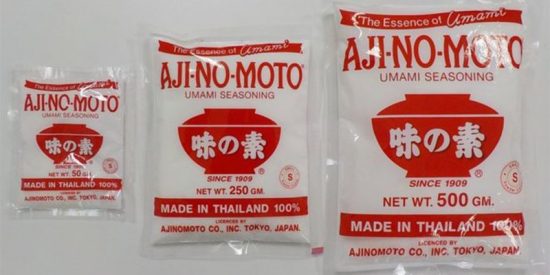 The Essence of Umami
AJI-NO-MOTO®
UMAMI SEASONING
味の素
®
SINCE 1909
NET WT. 50 GM.
S
MADE IN THAILAND 100%
LICENCED BY
AJINOMOTO CO., INC. TOKYO, JAPAN.
The Essence of Umami
AJI-NO-MOTO®
UMAMI SEASONING
味の素
®
SINCE 1909
NET WT. 250 GM.
S
MADE IN THAILAND 100%
LICENCED BY
AJINOMOTO CO., INC. TOKYO, JAPAN.
The Essence of Umami
AJI-NO-MOTO®
UMAMI SEASONING
味の素
®
SINCE 1909
NET WT. 500 GM.
S
MADE IN THAILAND 100%
LICENCED BY
AJINOMOTO CO., INC. TOKYO, JAPAN.